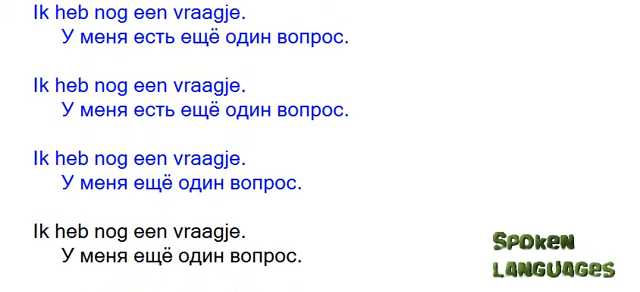 Ik heb nog een vraagje.
У меня есть ещё один вопрос.
Ik heb nog een vraagje.
У меня есть ещё один вопрос.
Ik heb nog een vraagje.
У меня ещё один вопрос.
Ik heb nog een vraagje.
У меня ещё один вопрос.
Spoken
Languages